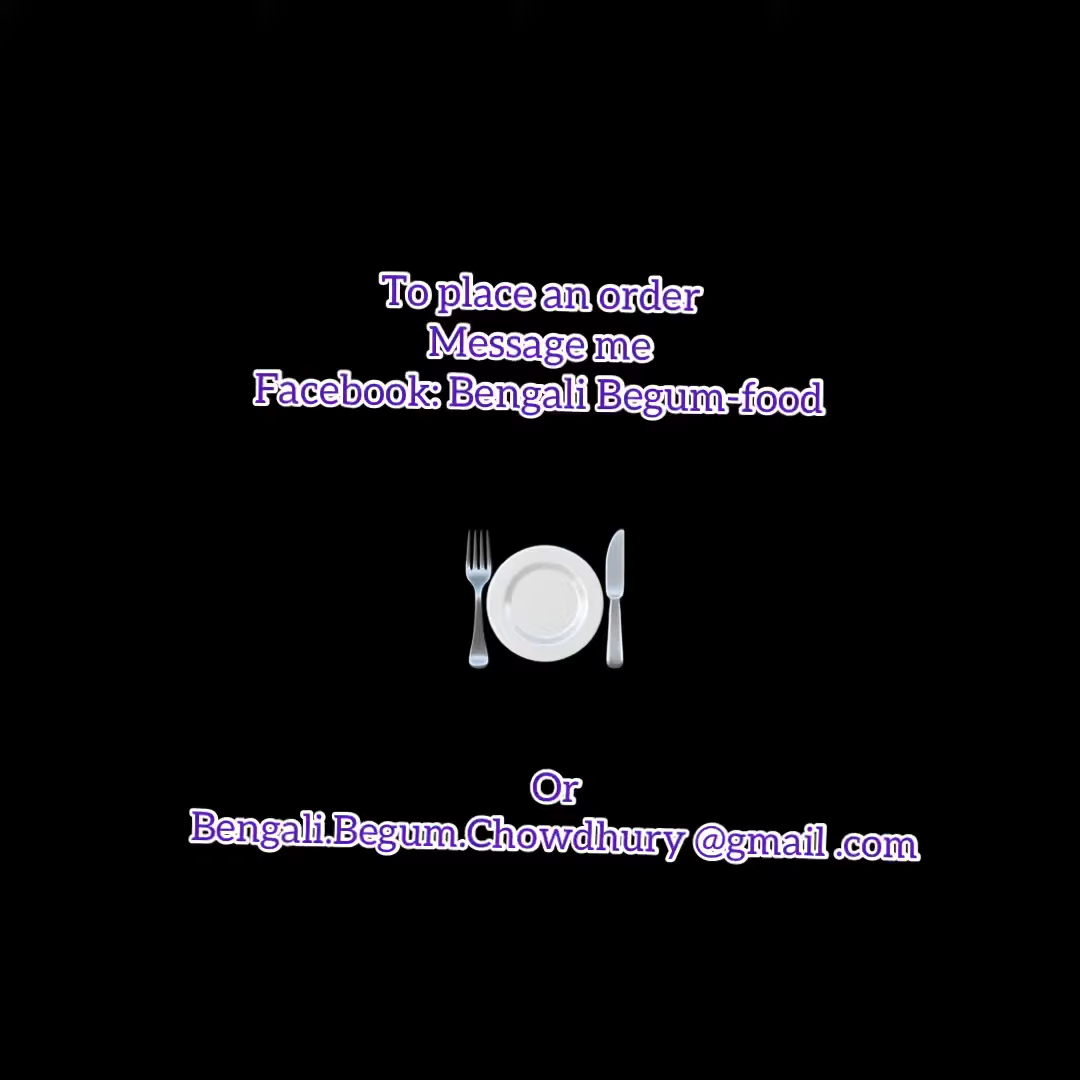 To place an order
Message me
Facebook: Bengali Begum-food
Or
Bengali.Begum.Chowdhury @gmail .com